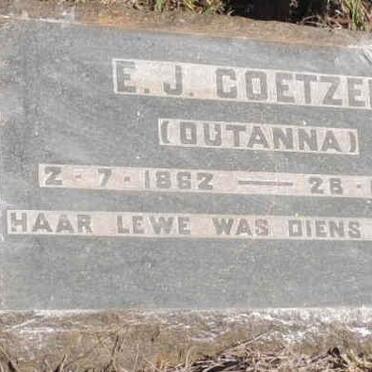 E. J. COETZE
(OUTANNA)
2 - 7 - 1862 — 26 -
HAAR LEWE WAS DIENS